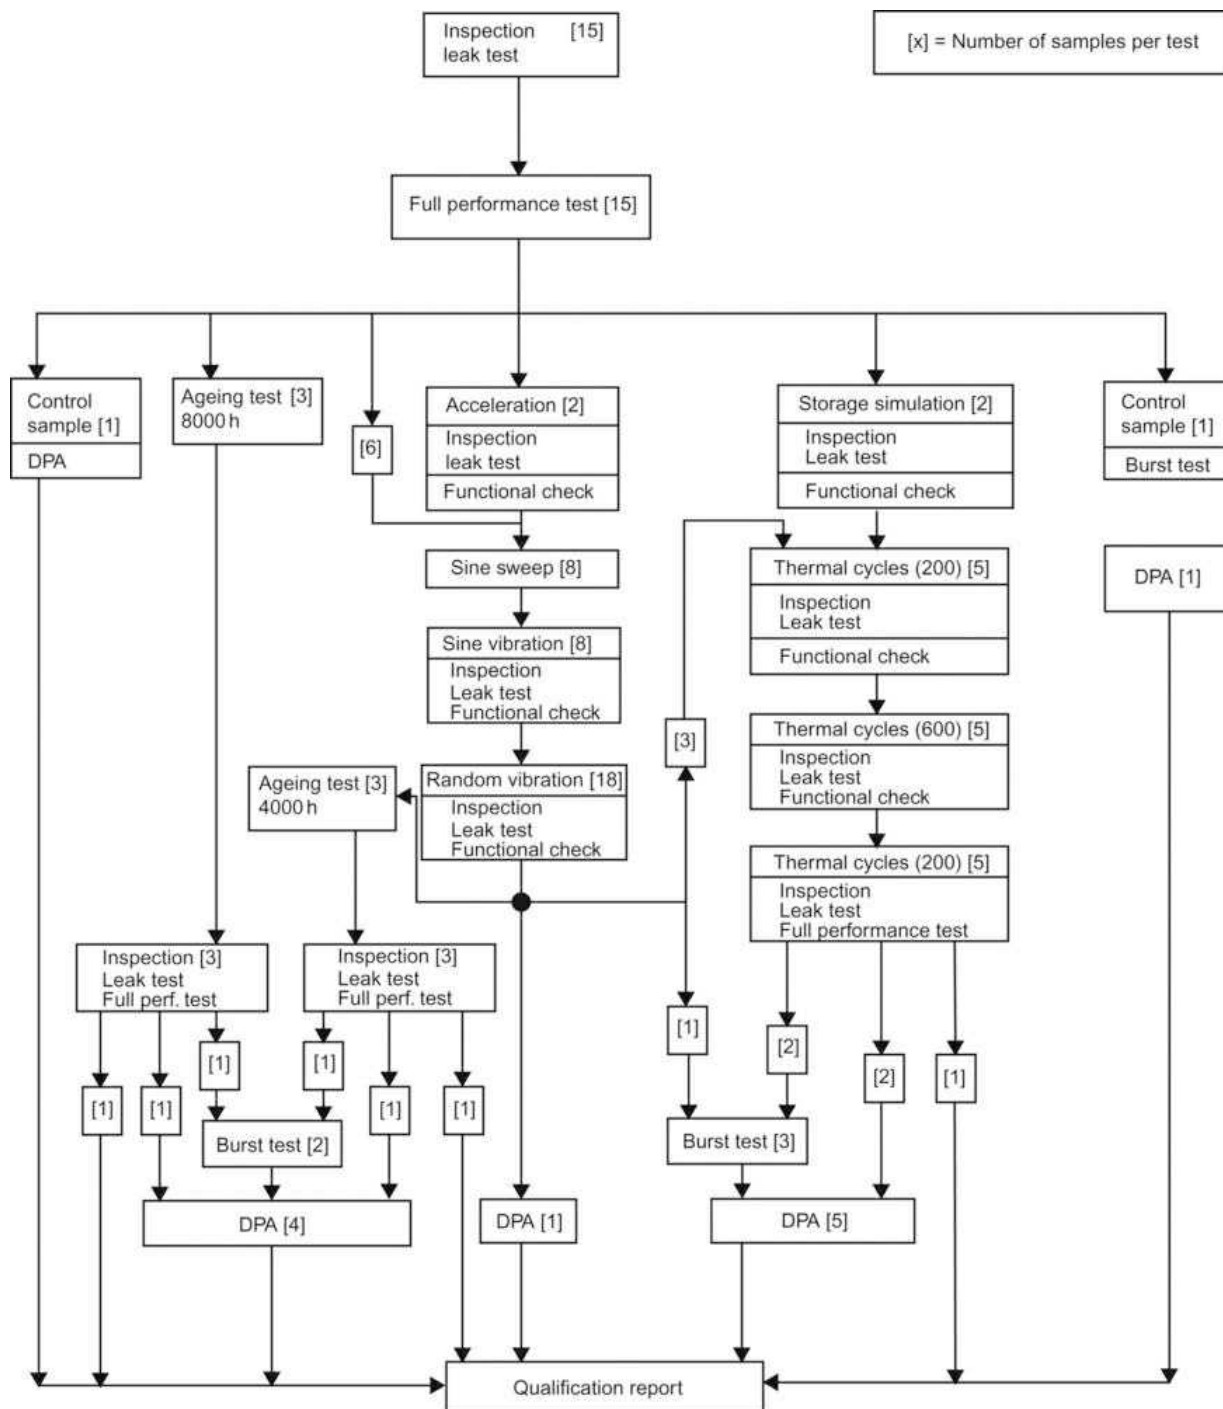 Inspection [15]
leak test
[x] = Number of samples per test
Full performance test [15]
Control
sample [1]
DPA
Ageing test [3]
8000 h
[6]
Acceleration [2]
Inspection
leak test
Functional check
Storage simulation [2]
Inspection
Leak test
Functional check
Control
sample [1]
Burst test
Sine sweep [8]
Thermal cycles (200) [5]
Inspection
Leak test
Functional check
DPA [1]
Sine vibration [8]
Inspection
Leak test
Functional check
[3]
Thermal cycles (600) [5]
Inspection
Leak test
Functional check
Ageing test [3]
4000 h
Random vibration [18]
Inspection
Leak test
Functional check
Thermal cycles (200) [5]
Inspection
Leak test
Full performance test
Inspection [3]
Leak test
Full perf. test
Inspection [3]
Leak test
Full perf. test
[1]
[1]
[1]
[1]
[1]
[1]
[1]
[2]
[2]
[1]
Burst test [2]
Burst test [3]
DPA [4]
DPA [1]
DPA [5]
Qualification report